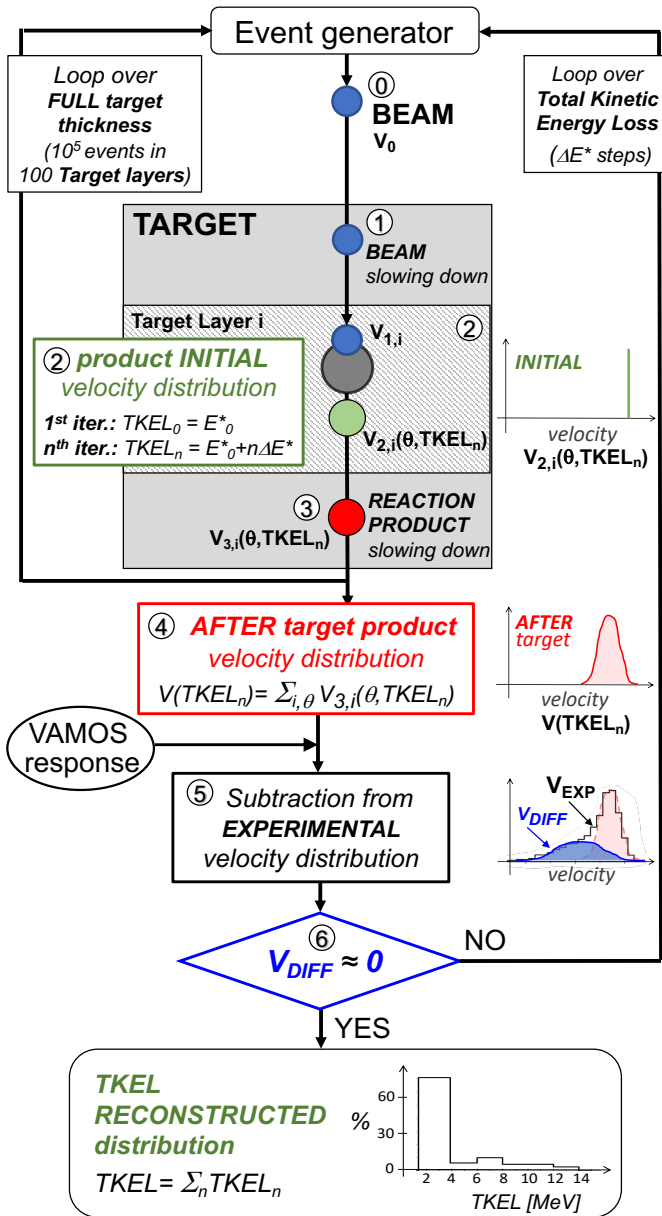 Event generator
Loop over
FULL target
thickness
(10⁵ events in
100 Target layers)
Loop over
Total Kinetic
Energy Loss
(ΔE* steps)
0
BEAM
V₀
TARGET
1
BEAM
slowing down
Target Layer i
V₁,ᵢ
2
2 product INITIAL
velocity distribution
1ˢᵗ iter.: TKEL₀ = E*₀
nᵗʰ iter.: TKELₙ = E*₀+nΔE*
V₂,ᵢ(θ,TKELₙ)
INITIAL
velocity
V₂,ᵢ(θ,TKELₙ)
3
REACTION
PRODUCT
slowing down
V₃,ᵢ(θ,TKELₙ)
4 AFTER target product
velocity distribution
V(TKELₙ)= Σᵢ,θ V₃,ᵢ(θ,TKELₙ)
AFTER
target
velocity
V(TKELₙ)
VAMOS
response
5 Subtraction from
EXPERIMENTAL
velocity distribution
V_EXP
V_DIFF
velocity
6
V_DIFF ≈ 0
NO
YES
TKEL
RECONSTRUCTED
distribution
TKEL= ΣₙTKELₙ
%
60
30
0
2 4 6 8 10 12 14
TKEL [MeV]